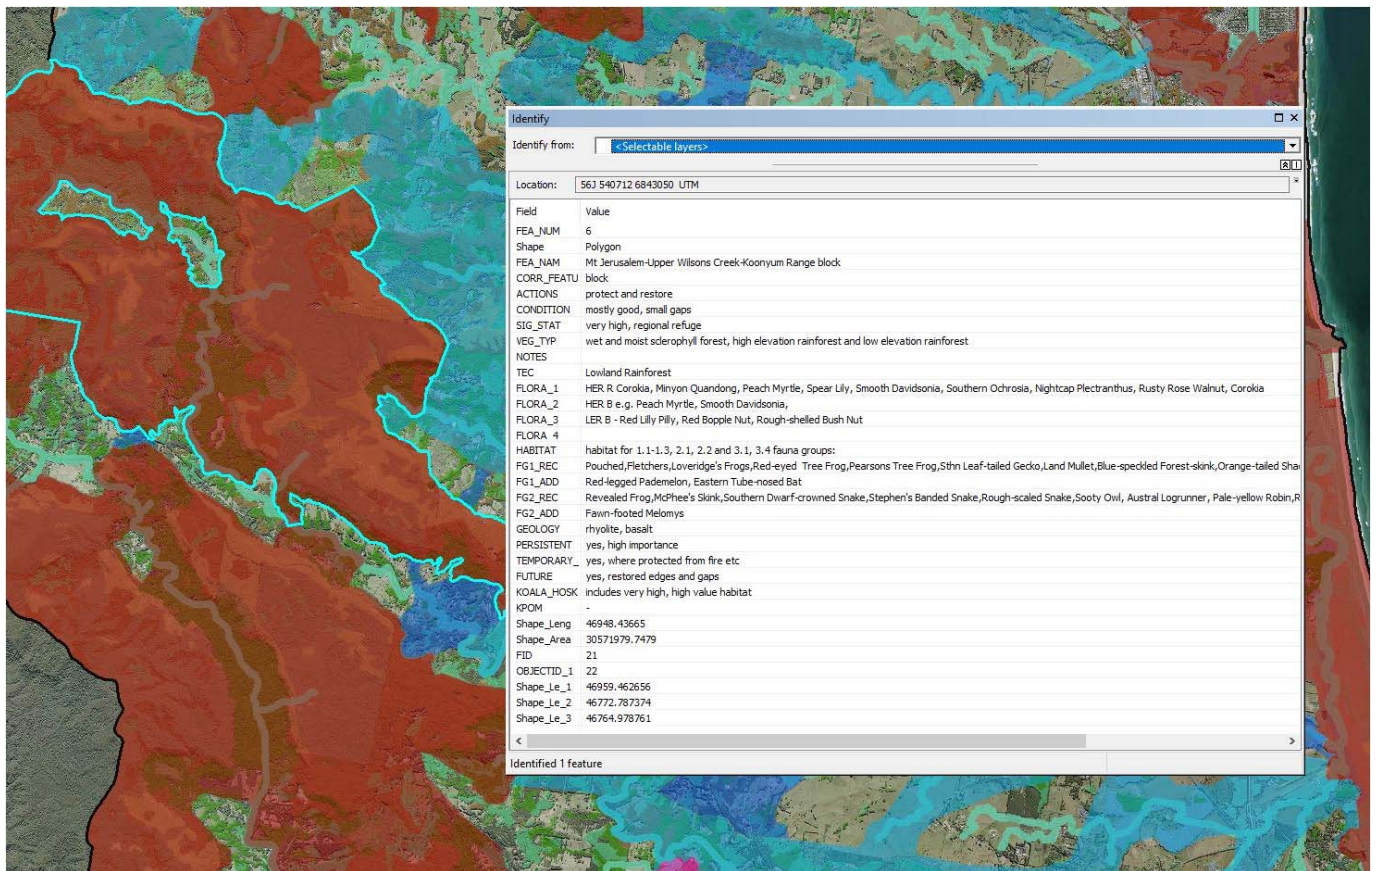 Identify
Identify from: <Selectable layers>
Location: 56J 540712 6843050 UTM
Field Value
FEA_NUM 6
Shape Polygon
FEA_NAM Mt Jerusalem-Upper Wilsons Creek-Koonyum Range block
CORR_FEATU block
ACTIONS protect and restore
CONDITION mostly good, small gaps
SIG_STAT very high, regional refuge
VEG_TYP wet and moist sclerophyll forest, high elevation rainforest and low elevation rainforest
NOTES
TEC Lowland Rainforest
FLORA_1 HER R Corokia, Minyon Quandong, Peach Myrtle, Spear Lily, Smooth Davidsonia, Southern Ochrosia, Nightcap Plectranthus, Rusty Rose Walnut, Corokia
FLORA_2 HER B e.g. Peach Myrtle, Smooth Davidsonia,
FLORA_3 LER B - Red Lilly Pilly, Red Bopple Nut, Rough-shelled Bush Nut
FLORA_4
HABITAT habitat for 1.1-1.3, 2.1, 2.2 and 3.1, 3.4 fauna groups:
FG1_REC Pouched,Fletchers,Loveridge's Frogs,Red-eyed Tree Frog,Pearsons Tree Frog,Sthn Leaf-tailed Gecko,Land Mullet,Blue-speckled Forest-skink,Orange-tailed Sha
FG1_ADD Red-legged Pademelon, Eastern Tube-nosed Bat
FG2_REC Revealed Frog,McPhee's Skink,Southern Dwarf-crowned Snake,Stephen's Banded Snake,Rough-scaled Snake,Sooty Owl, Austral Logrunner, Pale-yellow Robin,R
FG2_ADD Fawn-footed Melomys
GEOLOGY rhyolite, basalt
PERSISTENT yes, high importance
TEMPORARY_ yes, where protected from fire etc
FUTURE yes, restored edges and gaps
KOALA_HOSK includes very high, high value habitat
KPOM -
Shape_Leng 46948.43665
Shape_Area 30571979.7479
FID 21
OBJECTID_1 22
Shape_Le_1 46959.462656
Shape_Le_2 46772.787374
Shape_Le_3 46764.978761
Identified 1 feature